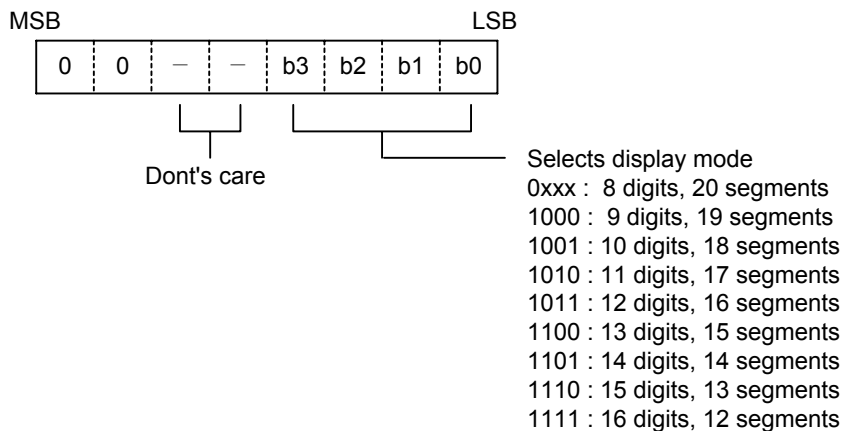 MSB LSB
0 0 – – b3 b2 b1 b0
Dont's care
Selects display mode
0xxx : 8 digits, 20 segments
1000 : 9 digits, 19 segments
1001 : 10 digits, 18 segments
1010 : 11 digits, 17 segments
1011 : 12 digits, 16 segments
1100 : 13 digits, 15 segments
1101 : 14 digits, 14 segments
1110 : 15 digits, 13 segments
1111 : 16 digits, 12 segments